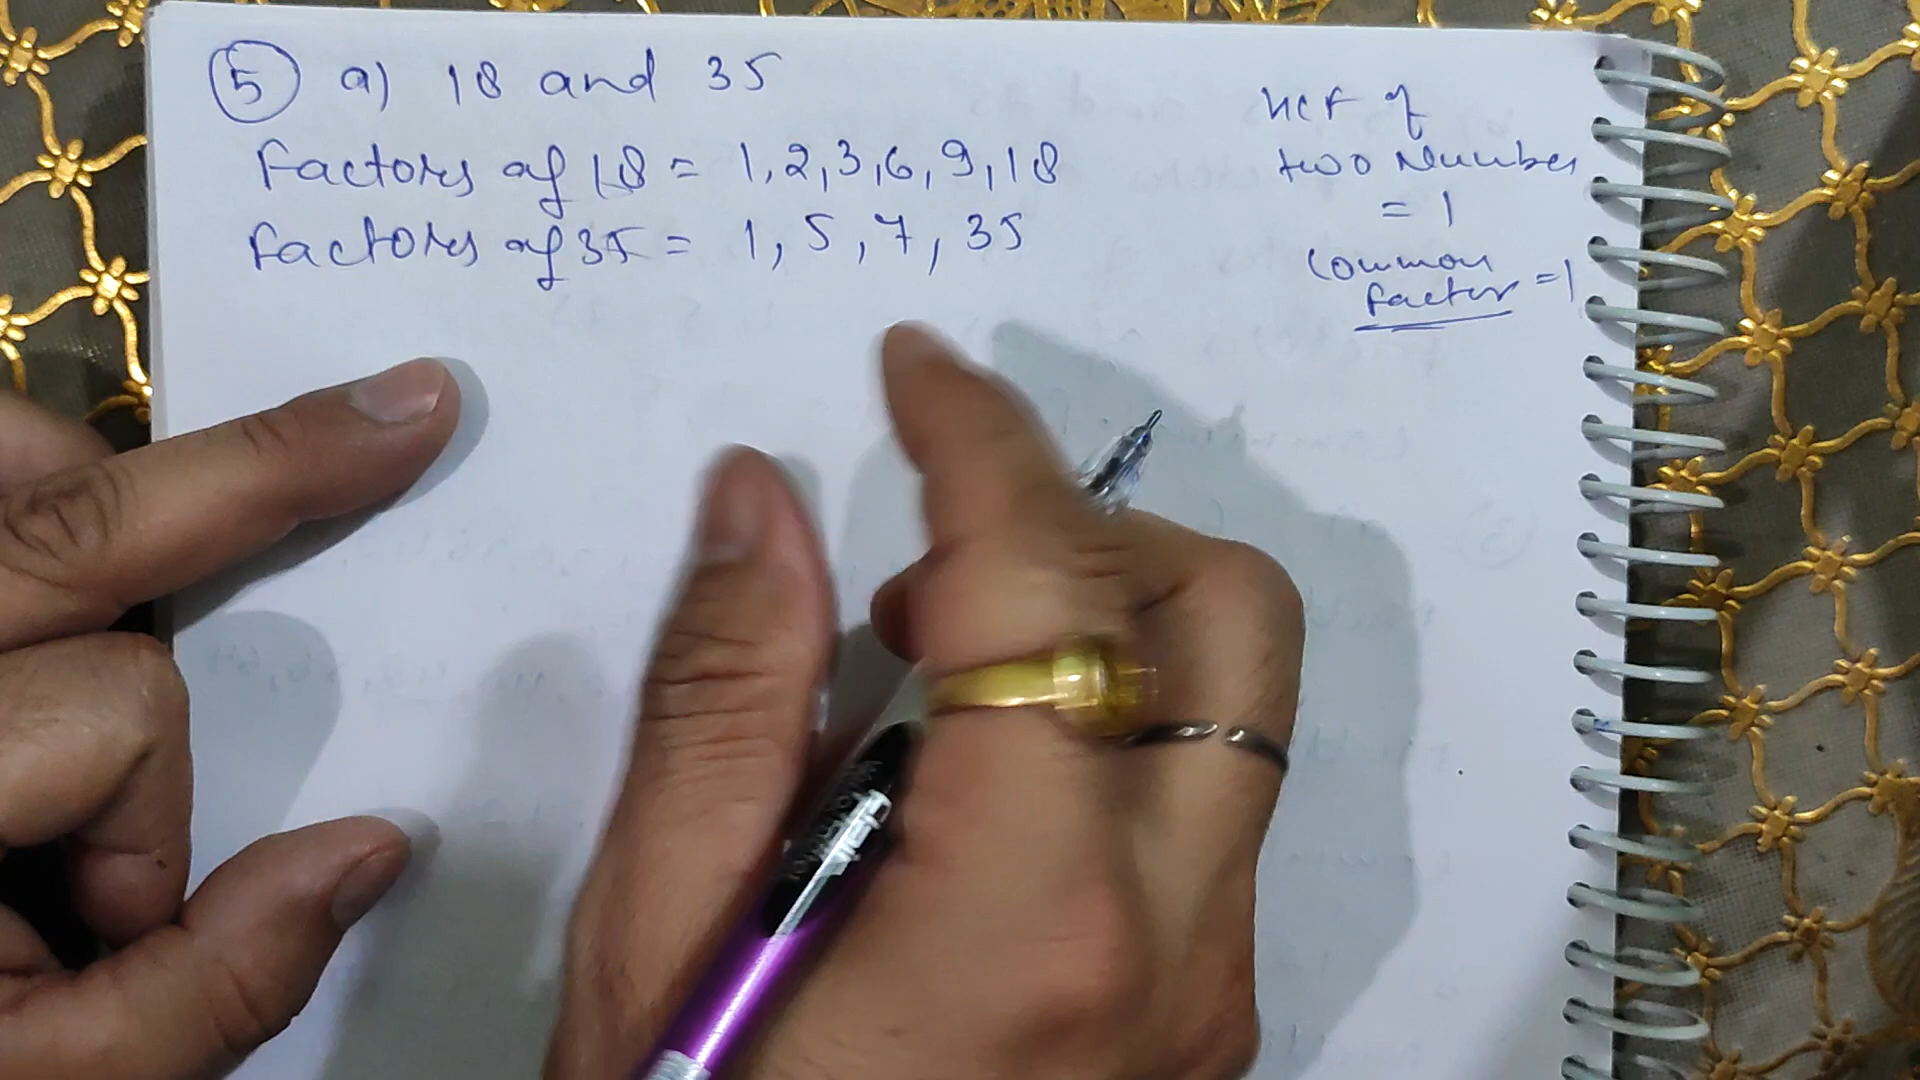 5 a) 18 and 35
Factors of 18 = 1, 2, 3, 6, 9, 18
Factors of 35 = 1, 5, 7, 35
HCF of
two Number
= 1
Common
factor = 1